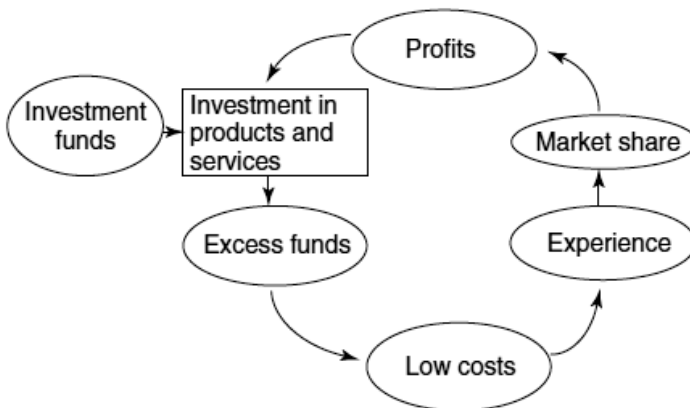 Profits
Investment
funds
Investment in
products and
services
Market share
Excess funds
Experience
Low costs